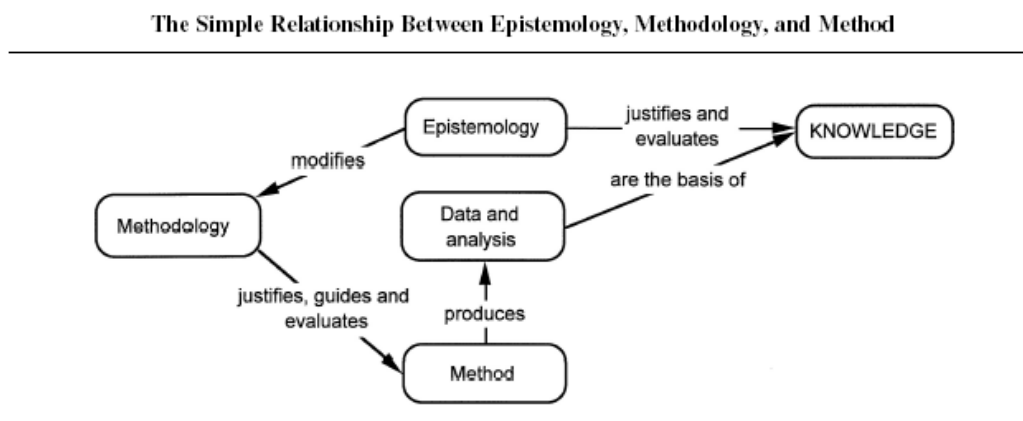 The Simple Relationship Between Epistemology, Methodology, and Method
Epistemology
justifies and
evaluates
KNOWLEDGE
modifies
are the basis of
Methodology
Data and
analysis
justifies, guides and
evaluates
produces
Method